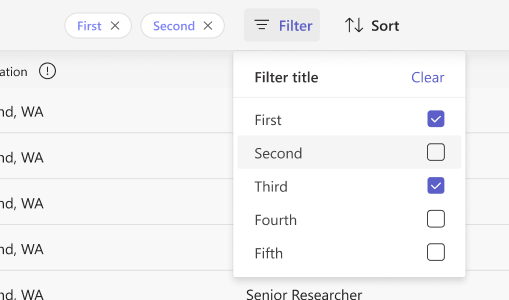 First Second Filter Sort
ation
Filter title Clear
nd, WA
First
nd, WA
Second
nd, WA
Third
nd, WA
Fourth
nd, WA
Fifth
nd, WA Senior Researcher